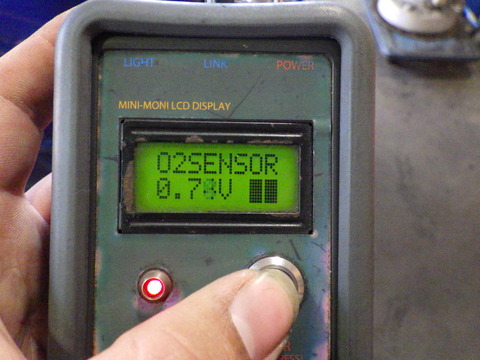 LIGHT LINK POWER
MINI-MONI LCD DISPLAY
O2SENSOR